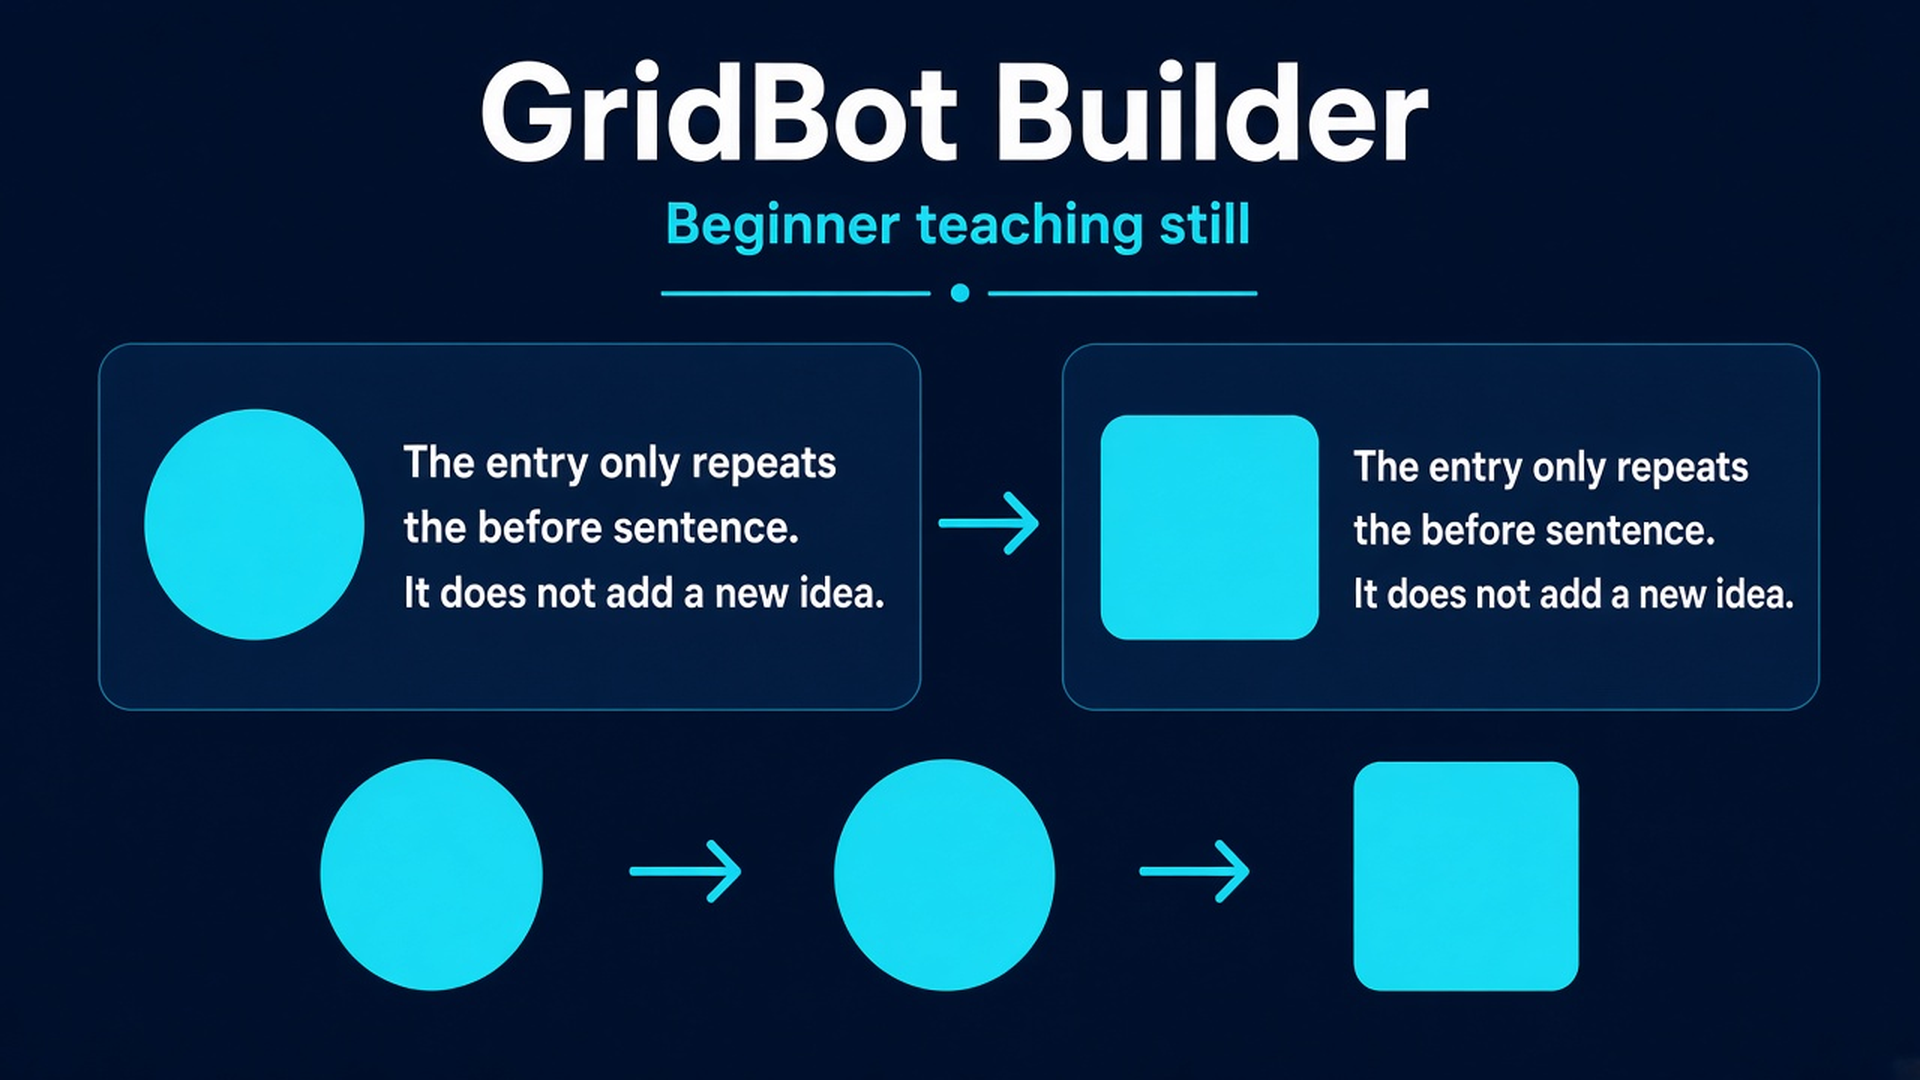 GridBot Builder
Beginner teaching still
The entry only repeats
the before sentence.
It does not add a new idea.
The entry only repeats
the before sentence.
It does not add a new idea.